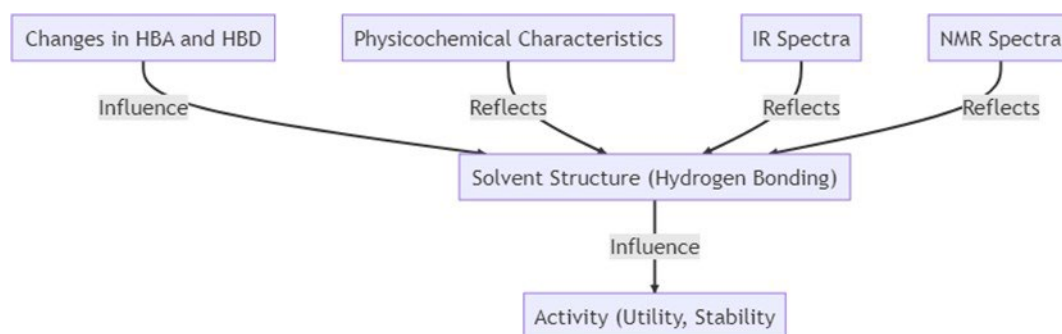 Changes in HBA and HBD
Physicochemical Characteristics
IR Spectra
NMR Spectra
Influence
Reflects
Reflects
Reflects
Solvent Structure (Hydrogen Bonding)
Influence
Activity (Utility, Stability